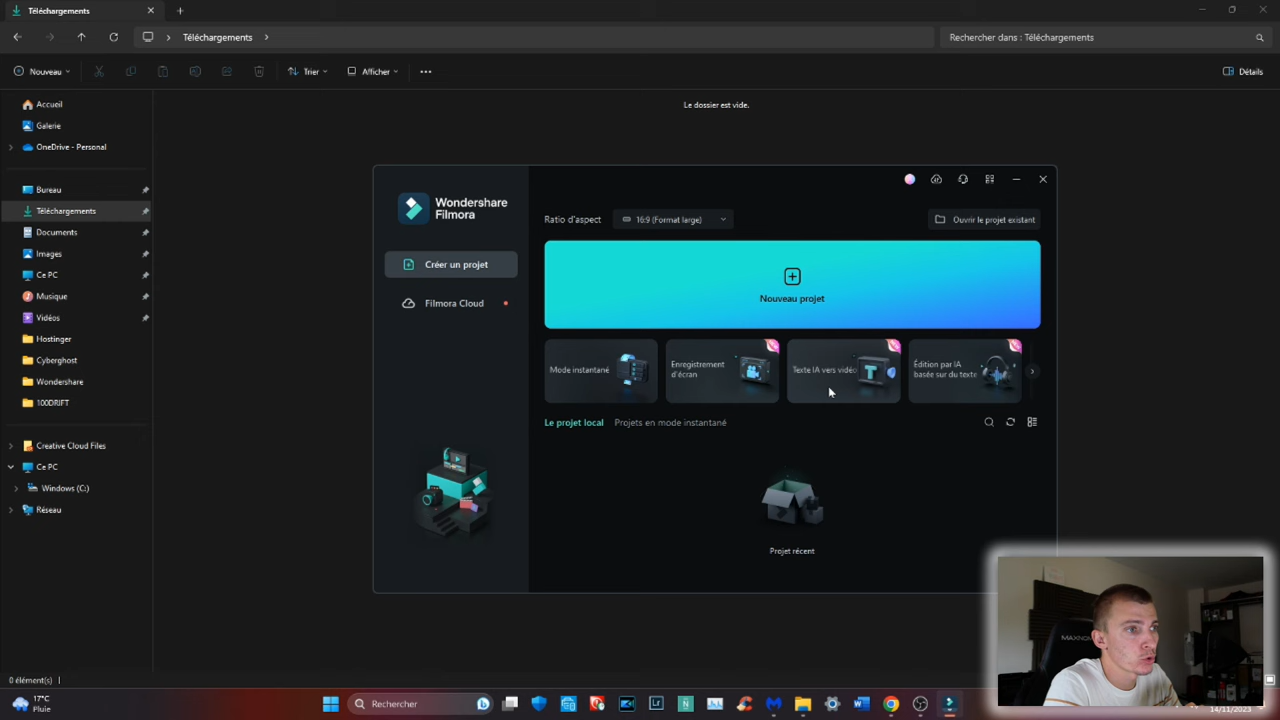 Téléchargements
Téléchargements
Rechercher dans : Téléchargements
Nouveau
Trier
Afficher
Détails
Accueil
Galerie
OneDrive - Personal
Bureau
Téléchargements
Documents
Images
Ce PC
Musique
Vidéos
Hostinger
Cyberghost
Wondershare
100DRIFT
Creative Cloud Files
Ce PC
Windows (C:)
Réseau
Le dossier est vide.
Wondershare
Filmora
Créer un projet
Filmora Cloud
Ratio d'aspect
16:9 (Format large)
Ouvrir le projet existant
Nouveau projet
Mode instantané
Enregistrement
d'écran
Texte IA vers vidéo
Édition par IA
basée sur du texte
Le projet local
Projets en mode instantané
Projet récent
MAXNOMIC
0 élément(s)
17°C
Pluie
Rechercher
14/11/2023